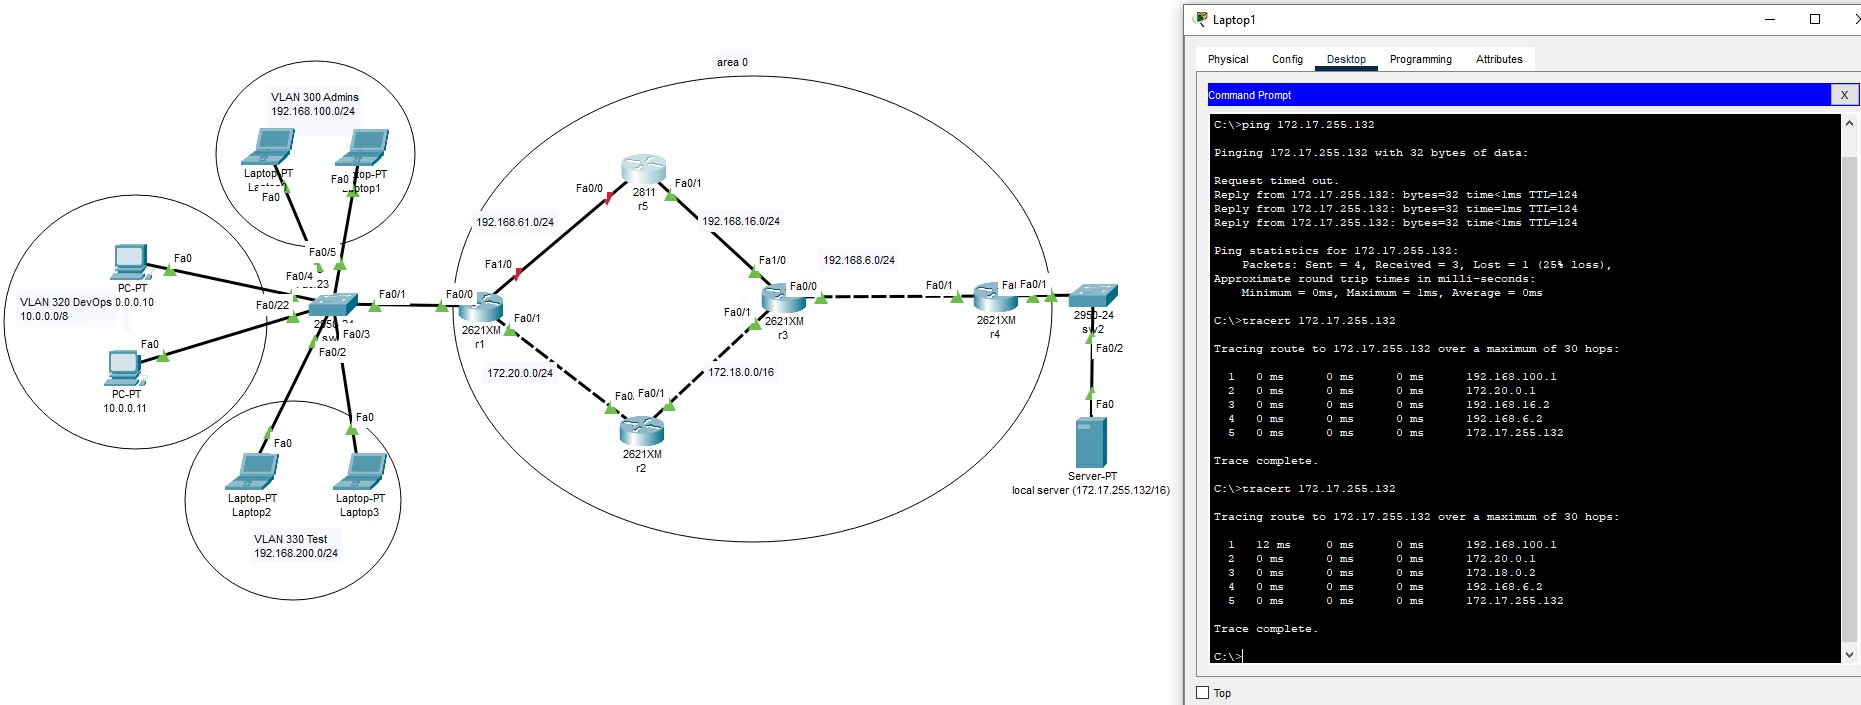 area 0
VLAN 300 Admins
192.168.100.0/24
Laptop-PT
Fa0
Fa0
Laptop1
Fa0/5
Fa0/4
Fa0
PC-PT
VLAN 320 DevOps 0.0.0.10
10.0.0.0/8
Fa0/22
Fa0
PC-PT
10.0.0.11
Fa0/1
Fa0/0
2950-24
Fa0/3
Fa0/2
Fa0
Fa0
Laptop-PT
Laptop2
Laptop-PT
Laptop3
VLAN 330 Test
192.168.200.0/24
Fa0/0
Fa0/1
2811
r5
192.168.61.0/24
192.168.16.0/24
Fa1/0
Fa1/0
192.168.6.0/24
Fa0/0
2621XM
r1
Fa0/1
Fa0/1
2621XM
r3
172.20.0.0/24
172.18.0.0/16
Fa0/1
2621XM
r2
Fa0/1
Fa0/1
2621XM
r4
2950-24
sw2
Fa0/2
Fa0
Server-PT
local server (172.17.255.132/16)
Laptop1
Physical Config Desktop Programming Attributes
Command Prompt
X
C:\>ping 172.17.255.132
Pinging 172.17.255.132 with 32 bytes of data:
Request timed out.
Reply from 172.17.255.132: bytes=32 time<1ms TTL=124
Reply from 172.17.255.132: bytes=32 time=1ms TTL=124
Reply from 172.17.255.132: bytes=32 time<1ms TTL=124
Ping statistics for 172.17.255.132:
Packets: Sent = 4, Received = 3, Lost = 1 (25% loss),
Approximate round trip times in milli-seconds:
Minimum = 0ms, Maximum = 1ms, Average = 0ms
C:\>tracert 172.17.255.132
Tracing route to 172.17.255.132 over a maximum of 30 hops:
1 0 ms 0 ms 0 ms 192.168.100.1
2 0 ms 0 ms 0 ms 172.20.0.1
3 0 ms 0 ms 0 ms 192.168.16.2
4 0 ms 0 ms 0 ms 192.168.6.2
5 0 ms 0 ms 0 ms 172.17.255.132
Trace complete.
C:\>tracert 172.17.255.132
Tracing route to 172.17.255.132 over a maximum of 30 hops:
1 12 ms 0 ms 0 ms 192.168.100.1
2 0 ms 0 ms 0 ms 172.20.0.1
3 0 ms 0 ms 0 ms 172.18.0.2
4 0 ms 0 ms 0 ms 192.168.6.2
5 0 ms 0 ms 0 ms 172.17.255.132
Trace complete.
C:\>
Top